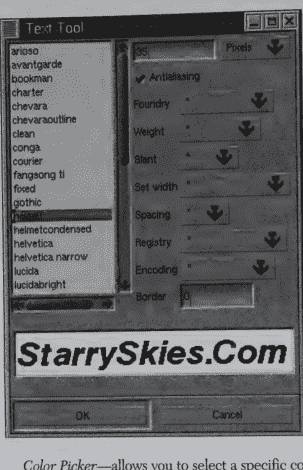 Text Tool
arioso
avantgarde
bookman
charter
chevara
chevaraoutline
clean
conga
courier
fangsong ti
fixed
gothic
helmetcondensed
helvetica
helvetica narrow
lucida
lucidabright
35 Pixels
Antialiasing
Foundry *
Weight *
Slant *
Set width *
Spacing *
Registry *
Encoding *
Border 0
StarrySkies.Com
OK Cancel
Color Picker—allows you to select a specific co